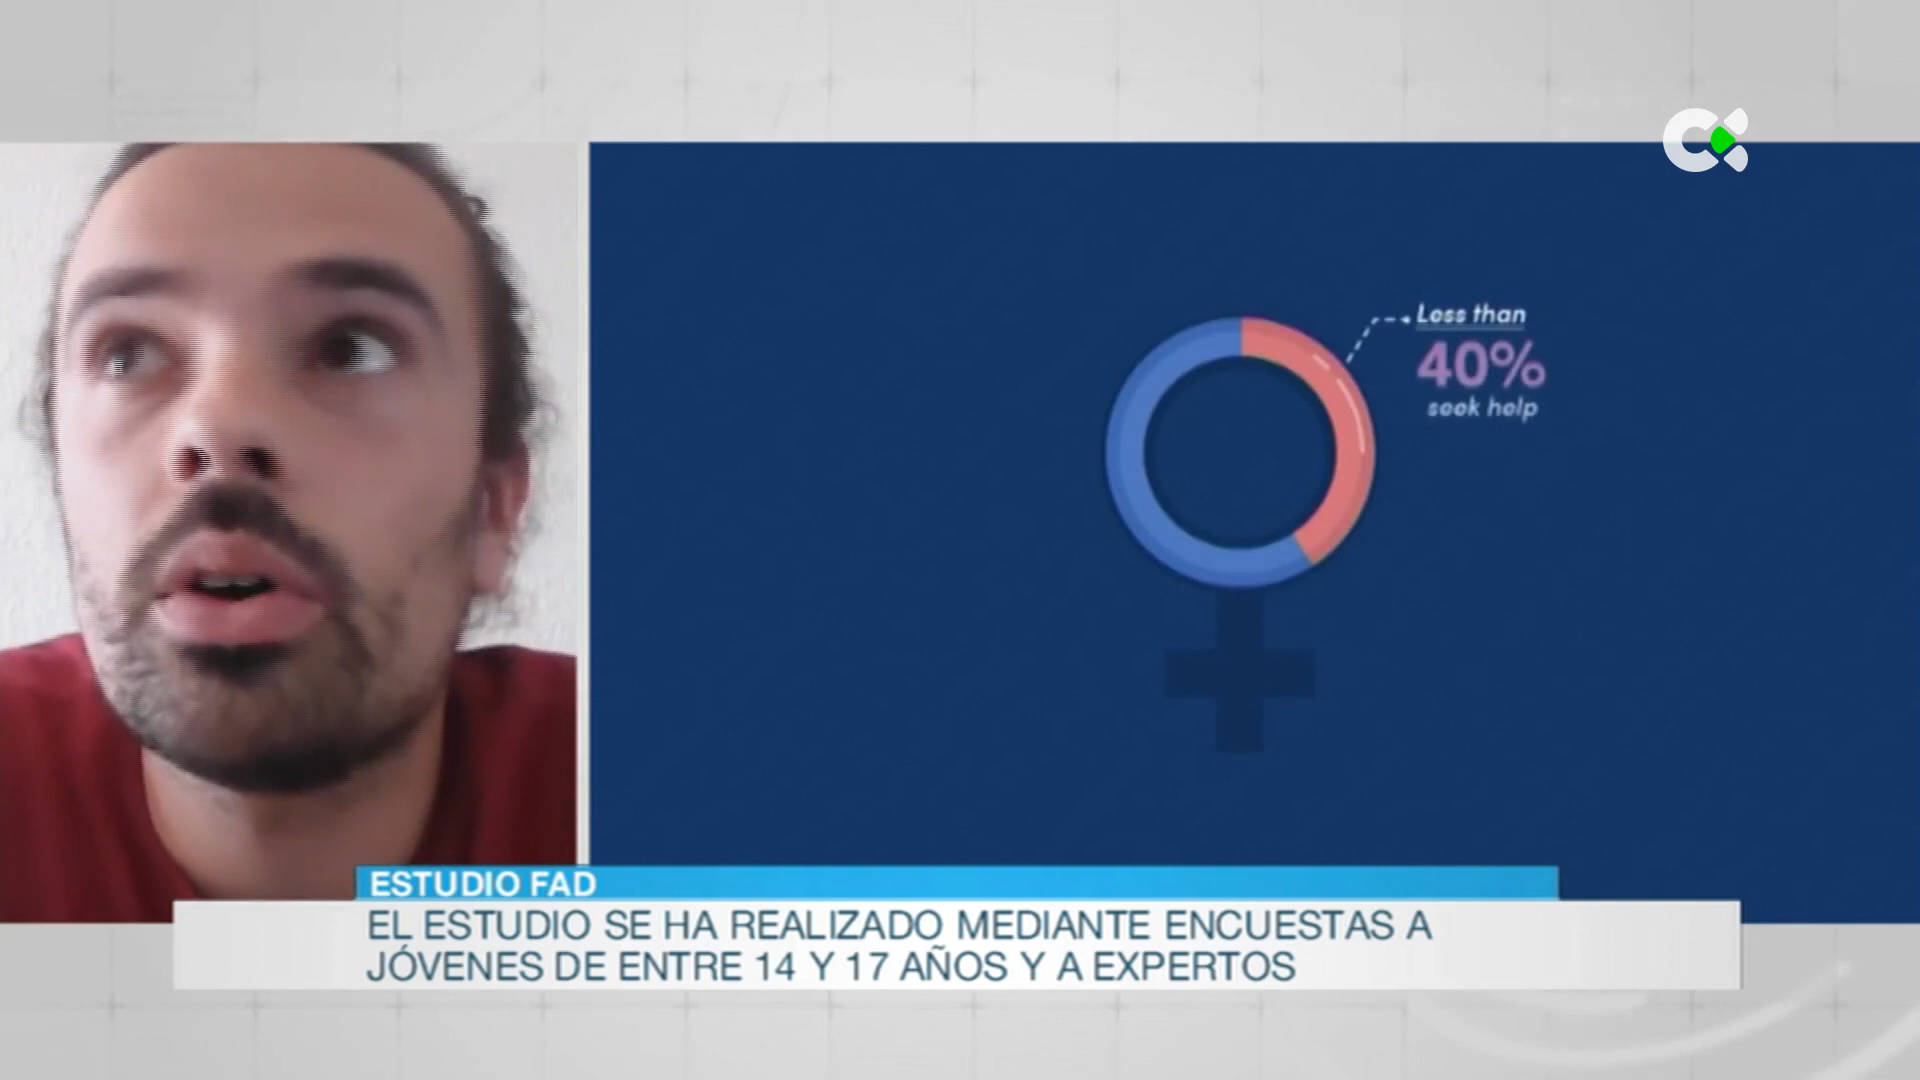 Less than
40%
seek help
ESTUDIO FAD
EL ESTUDIO SE HA REALIZADO MEDIANTE ENCUESTAS A
JÓVENES DE ENTRE 14 Y 17 AÑOS Y A EXPERTOS